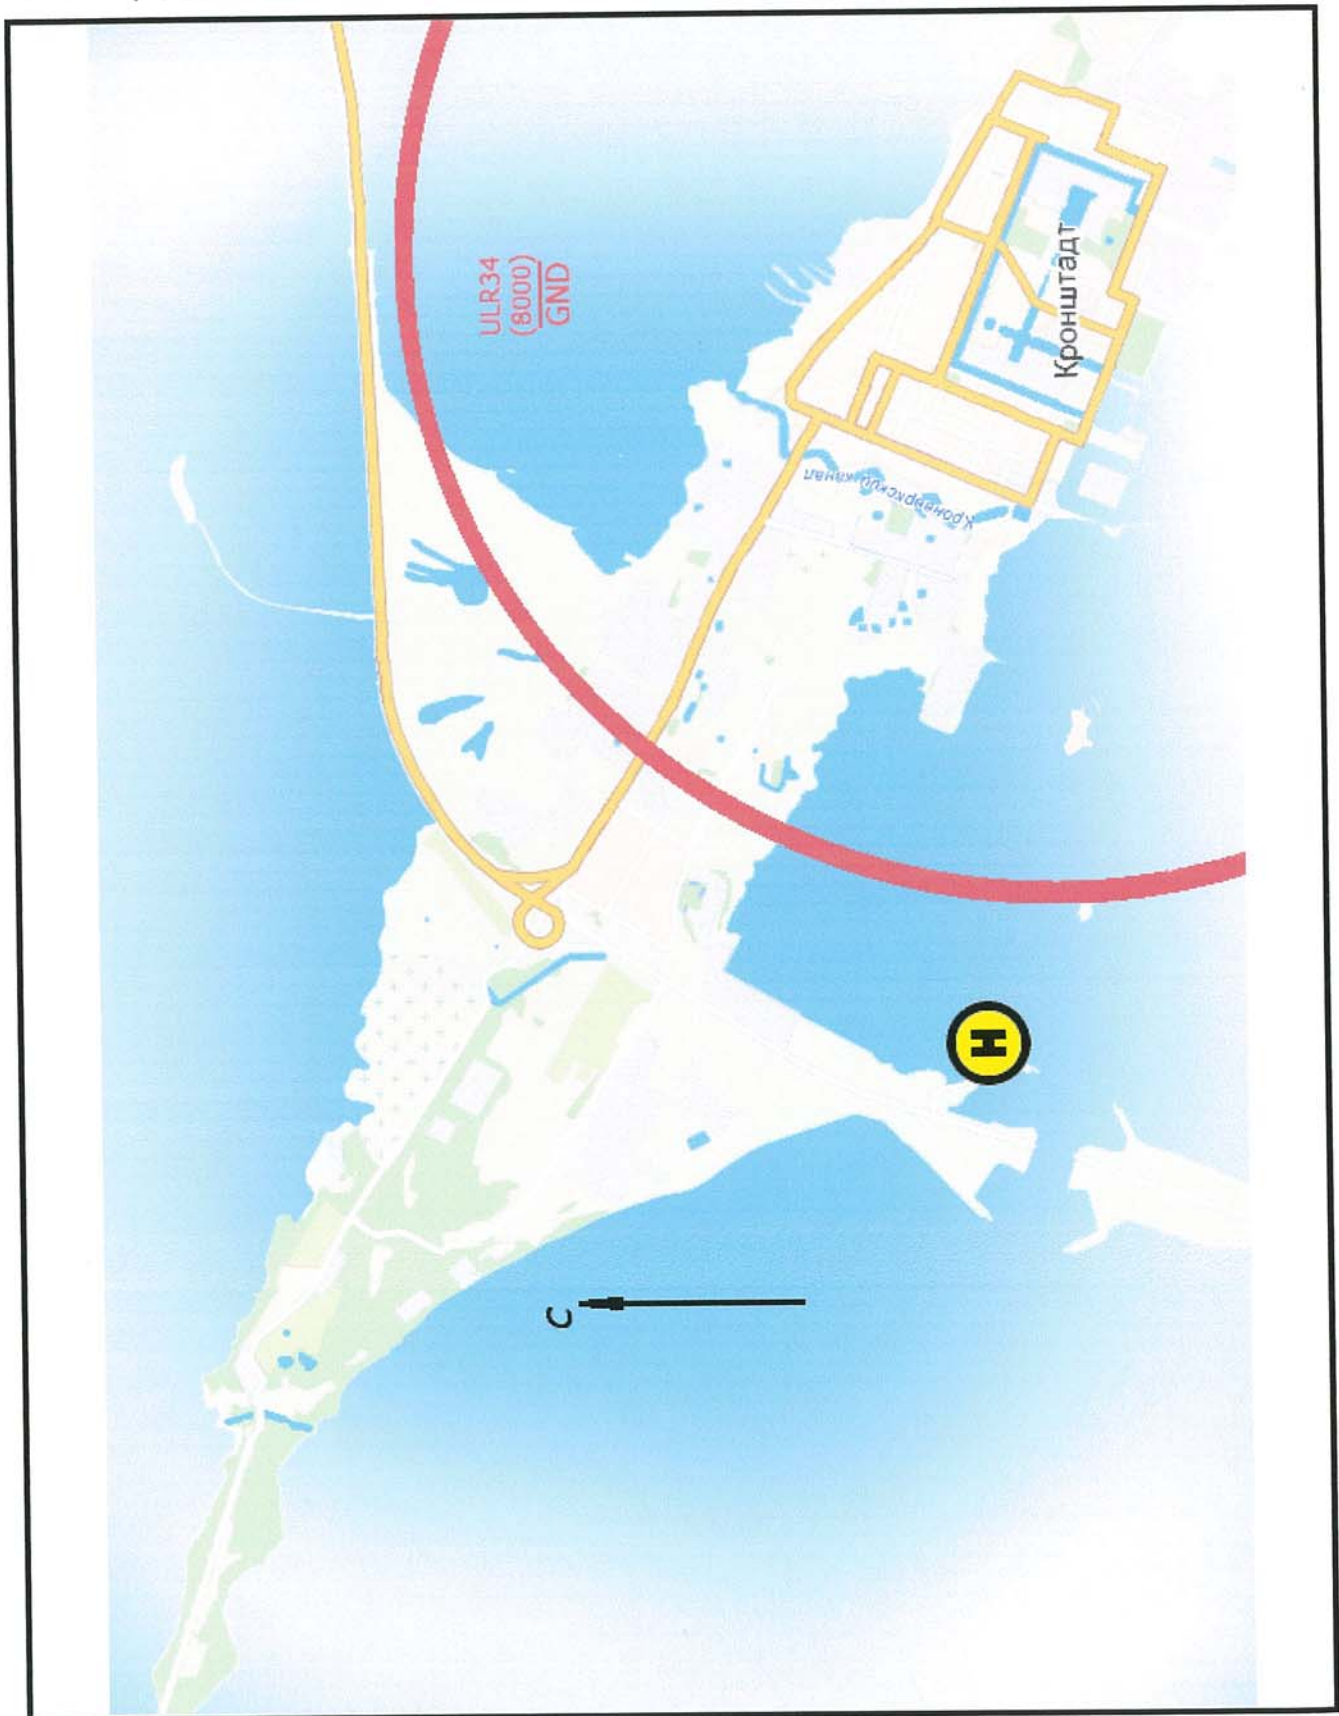 ULR34
(8000)
GND
Кронштадт
Кронверкский канал
С
H